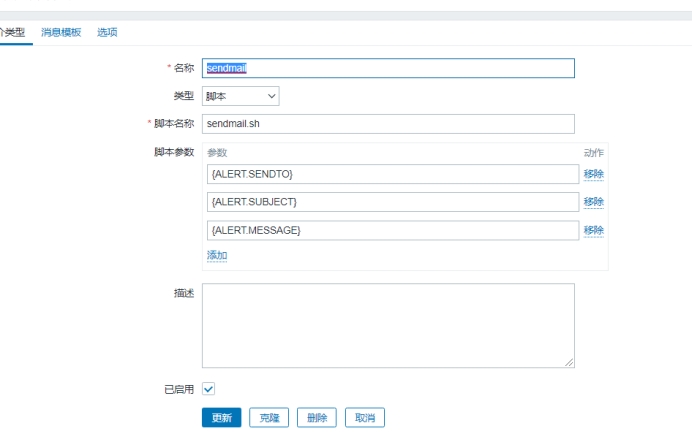 介类型 消息模板 选项
* 名称 sendmail
类型 脚本
* 脚本名称 sendmail.sh
脚本参数 参数 动作
{ALERT.SENDTO} 移除
{ALERT.SUBJECT} 移除
{ALERT.MESSAGE} 移除
添加
描述
已启用
更新 克隆 删除 取消